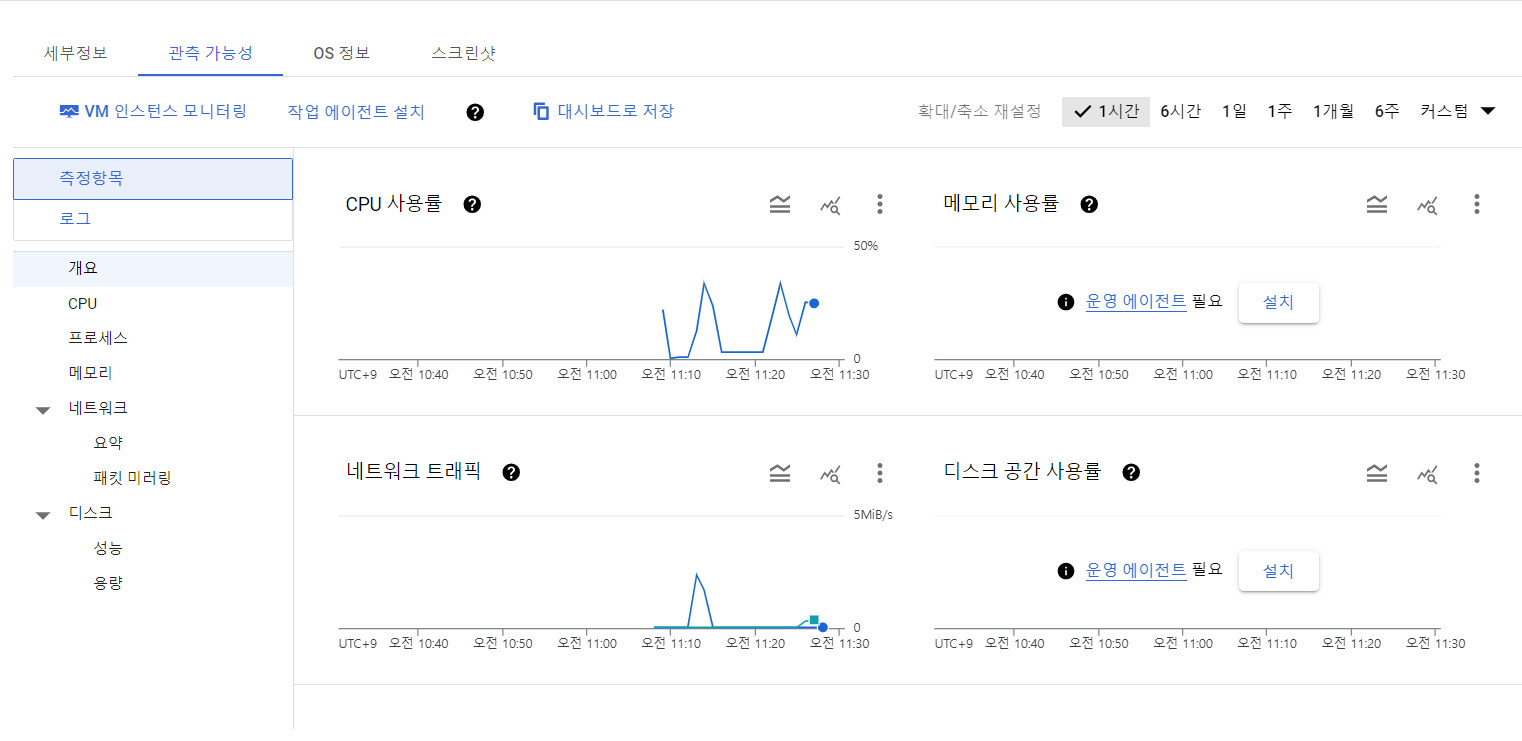 세부정보 관측 가능성 OS 정보 스크린샷
VM 인스턴스 모니터링 작업 에이전트 설치 ? 대시보드로 저장 확대/축소 재설정 1시간 6시간 1일 1주 1개월 6주 커스텀
측정항목
로그
개요
CPU
프로세스
메모리
네트워크
요약
패킷 미러링
디스크
성능
용량
CPU 사용률 ?
50%
0
UTC+9 오전 10:40 오전 10:50 오전 11:00 오전 11:10 오전 11:20 오전 11:30
메모리 사용률 ?
운영 에이전트 필요 설치
UTC+9 오전 10:40 오전 10:50 오전 11:00 오전 11:10 오전 11:20 오전 11:30
네트워크 트래픽 ?
5MiB/s
0
UTC+9 오전 10:40 오전 10:50 오전 11:00 오전 11:10 오전 11:20 오전 11:30
디스크 공간 사용률 ?
운영 에이전트 필요 설치
UTC+9 오전 10:40 오전 10:50 오전 11:00 오전 11:10 오전 11:20 오전 11:30